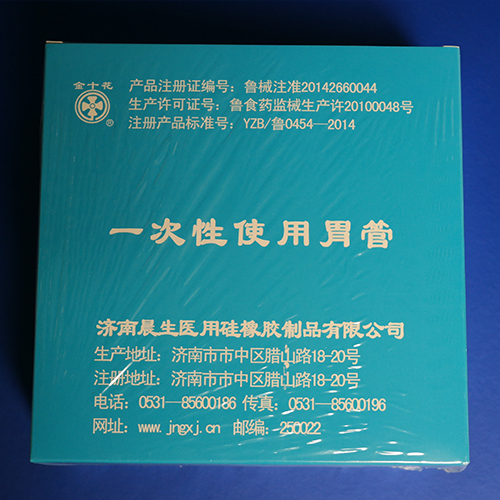 金十花
®
产品注册证编号：鲁械注准20142660044
生产许可证号：鲁食药监械生产许20100048号
注册产品标准号：YZB/鲁0454—2014
一次性使用胃管
济南晨生医用硅橡胶制品有限公司
生产地址：济南市市中区腊山路18-20号
注册地址：济南市市中区腊山路18-20号
电话：0531—85600186 传真：0531—85600196
网址：www.jngxj.cn 邮编：250022